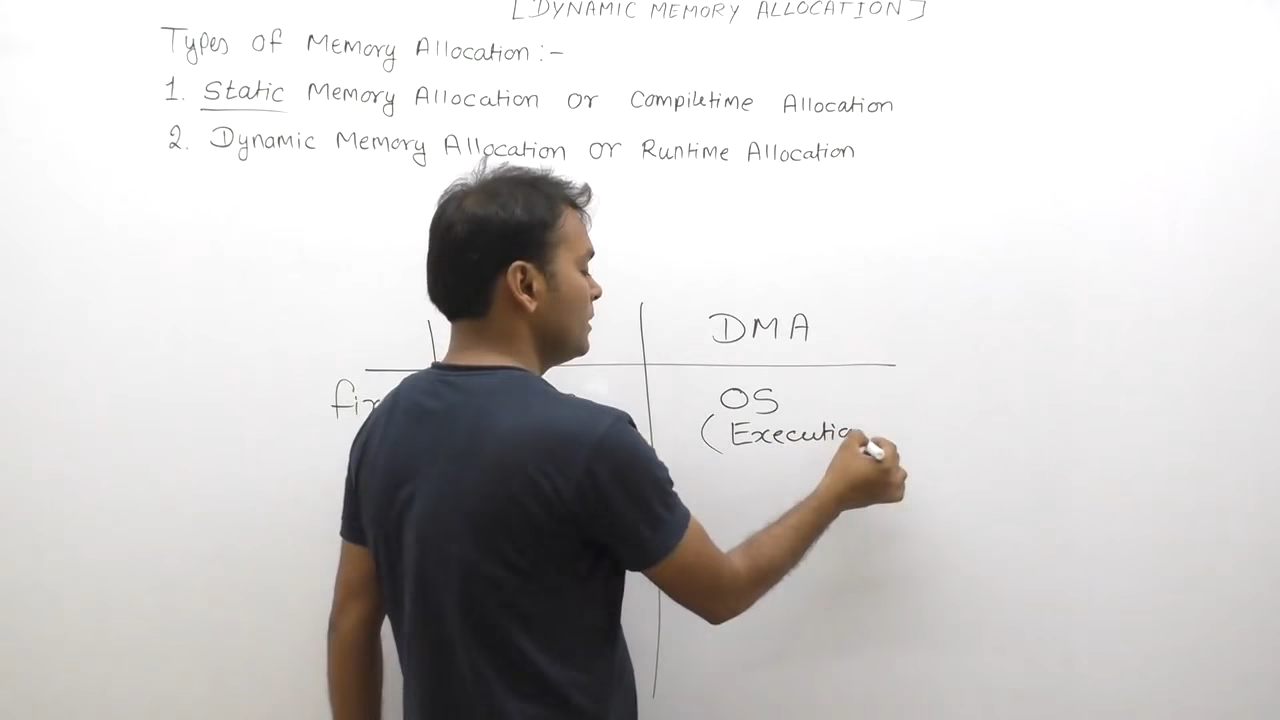 [DYNAMIC MEMORY ALLOCATION]
Types of Memory Allocation :-
1. Static Memory Allocation or Compiletime Allocation
2. Dynamic Memory Allocation or Runtime Allocation
DMA
OS
(Executio